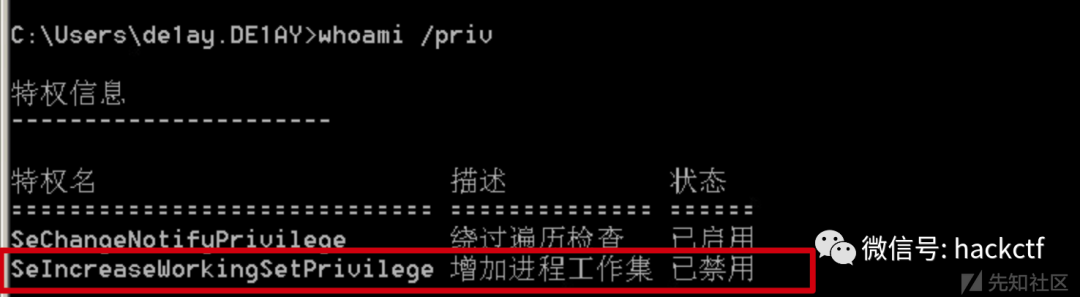 C:\Users\de1ay.DE1AY>whoami /priv
特权信息
----------------------
特权名 描述 状态
============================= ============== ======
SeChangeNotifyPrivilege 绕过遍历检查 已启用
SeIncreaseWorkingSetPrivilege 增加进程工作集 已禁用
微信号: hackctf
先知社区